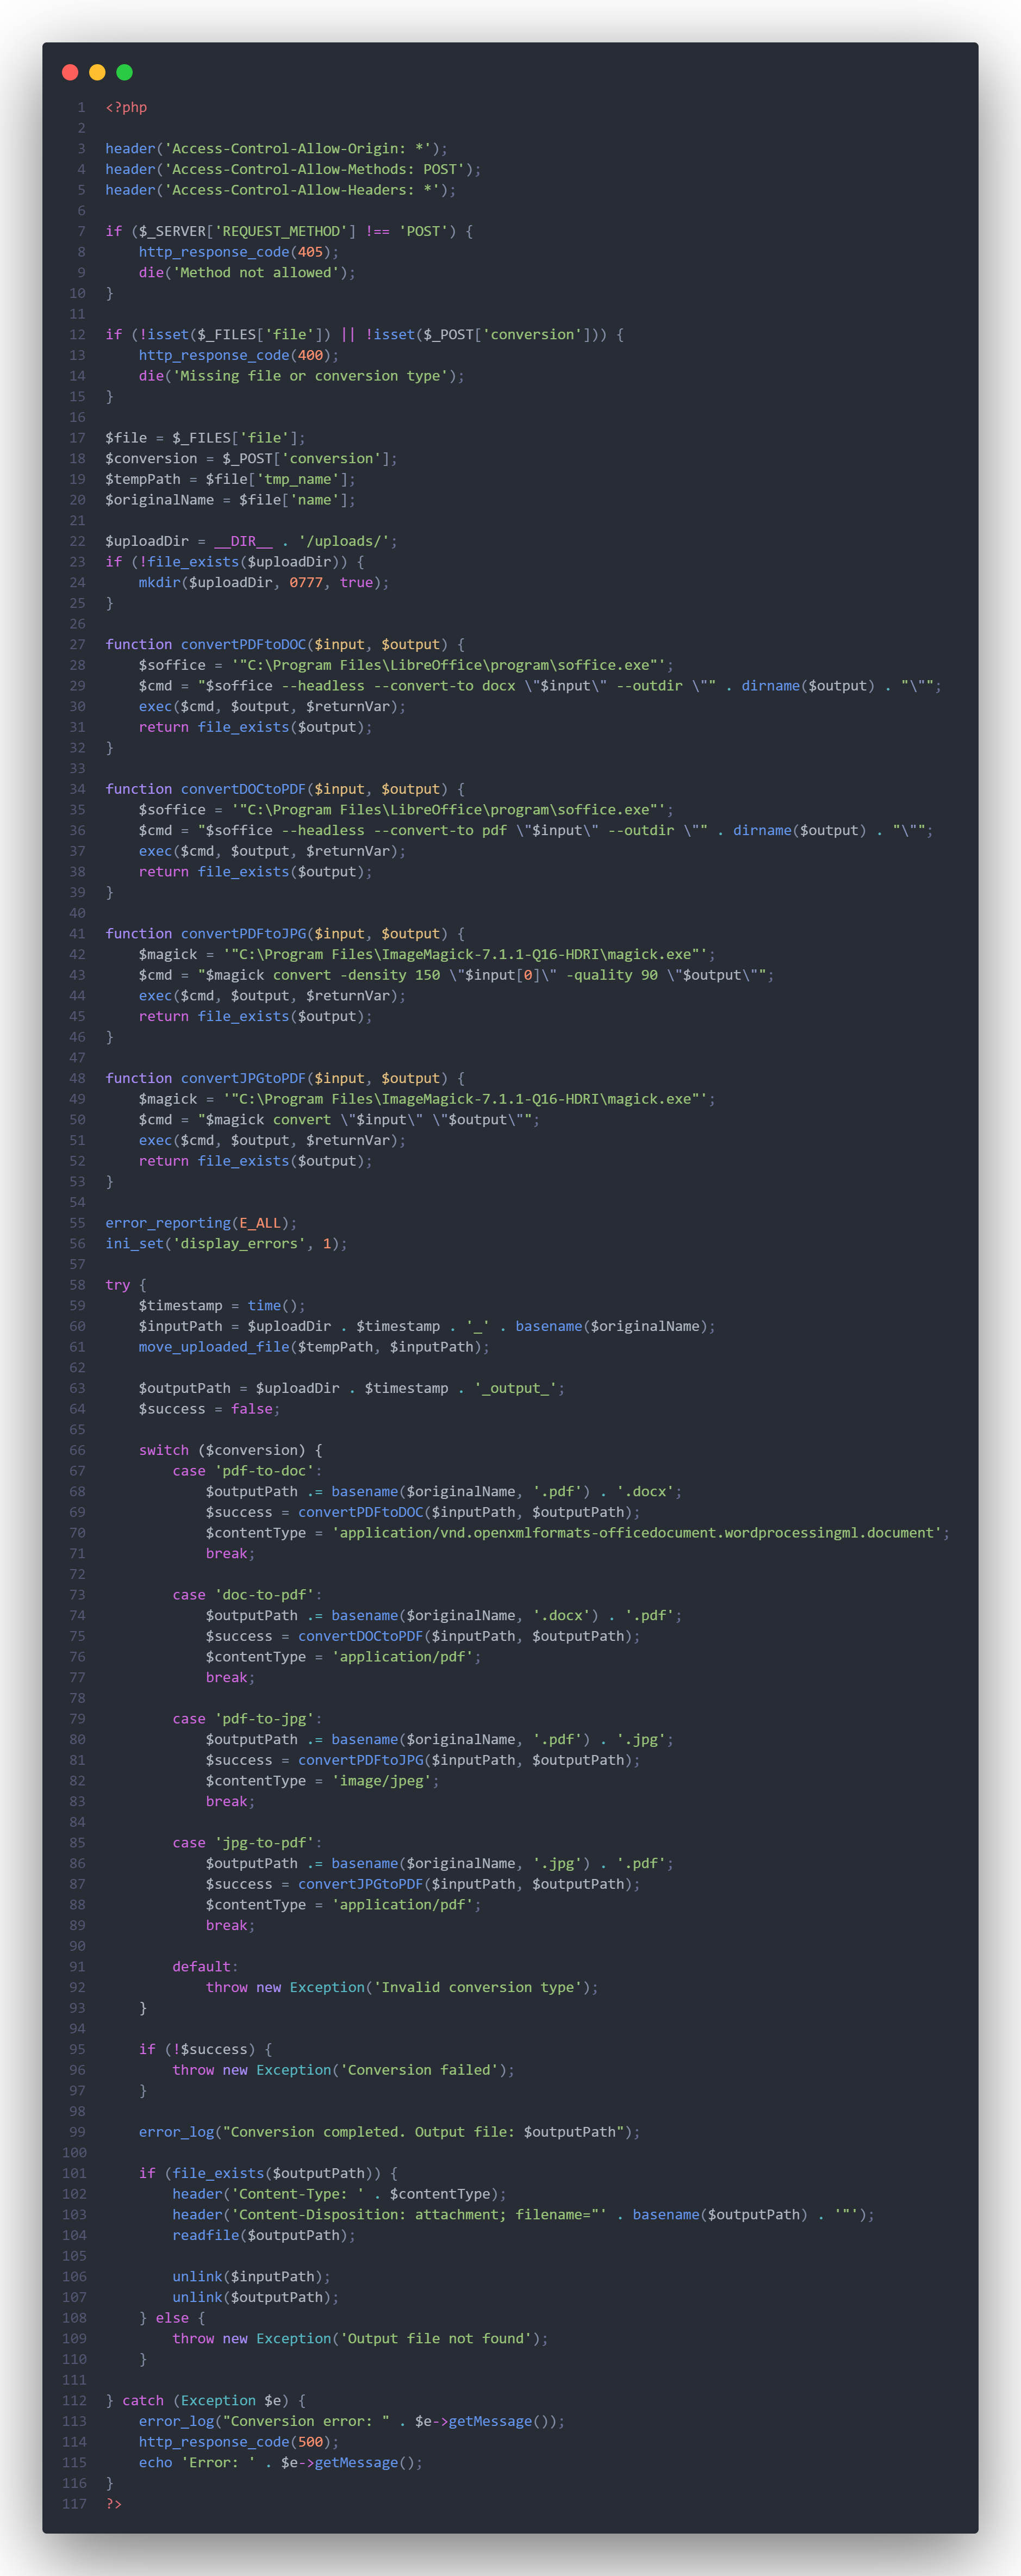 1 <?php
2
3 header('Access-Control-Allow-Origin: *');
4 header('Access-Control-Allow-Methods: POST');
5 header('Access-Control-Allow-Headers: *');
6
7 if ($_SERVER['REQUEST_METHOD'] !== 'POST') {
8     http_response_code(405);
9     die('Method not allowed');
10 }
11
12 if (!isset($_FILES['file']) || !isset($_POST['conversion'])) {
13     http_response_code(400);
14     die('Missing file or conversion type');
15 }
16
17 $file = $_FILES['file'];
18 $conversion = $_POST['conversion'];
19 $tempPath = $file['tmp_name'];
20 $originalName = $file['name'];
21
22 $uploadDir = __DIR__ . '/uploads/';
23 if (!file_exists($uploadDir)) {
24     mkdir($uploadDir, 0777, true);
25 }
26
27 function convertPDFtoDOC($input, $output) {
28     $soffice = '"C:\Program Files\LibreOffice\program\soffice.exe"';
29     $cmd = "$soffice --headless --convert-to docx \"$input\" --outdir \"" . dirname($output) . "\"";
30     exec($cmd, $output, $returnVar);
31     return file_exists($output);
32 }
33
34 function convertDOCtoPDF($input, $output) {
35     $soffice = '"C:\Program Files\LibreOffice\program\soffice.exe"';
36     $cmd = "$soffice --headless --convert-to pdf \"$input\" --outdir \"" . dirname($output) . "\"";
37     exec($cmd, $output, $returnVar);
38     return file_exists($output);
39 }
40
41 function convertPDFtoJPG($input, $output) {
42     $magick = '"C:\Program Files\ImageMagick-7.1.1-Q16-HDRI\magick.exe"';
43     $cmd = "$magick convert -density 150 \"$input[0]\" -quality 90 \"$output\"";
44     exec($cmd, $output, $returnVar);
45     return file_exists($output);
46 }
47
48 function convertJPGtoPDF($input, $output) {
49     $magick = '"C:\Program Files\ImageMagick-7.1.1-Q16-HDRI\magick.exe"';
50     $cmd = "$magick convert \"$input\" \"$output\"";
51     exec($cmd, $output, $returnVar);
52     return file_exists($output);
53 }
54
55 error_reporting(E_ALL);
56 ini_set('display_errors', 1);
57
58 try {
59     $timestamp = time();
60     $inputPath = $uploadDir . $timestamp . '_' . basename($originalName);
61     move_uploaded_file($tempPath, $inputPath);
62
63     $outputPath = $uploadDir . $timestamp . '_output_';
64     $success = false;
65
66     switch ($conversion) {
67         case 'pdf-to-doc':
68             $outputPath .= basename($originalName, '.pdf') . '.docx';
69             $success = convertPDFtoDOC($inputPath, $outputPath);
70             $contentType = 'application/vnd.openxmlformats-officedocument.wordprocessingml.document';
71             break;
72
73         case 'doc-to-pdf':
74             $outputPath .= basename($originalName, '.docx') . '.pdf';
75             $success = convertDOCtoPDF($inputPath, $outputPath);
76             $contentType = 'application/pdf';
77             break;
78
79         case 'pdf-to-jpg':
80             $outputPath .= basename($originalName, '.pdf') . '.jpg';
81             $success = convertPDFtoJPG($inputPath, $outputPath);
82             $contentType = 'image/jpeg';
83             break;
84
85         case 'jpg-to-pdf':
86             $outputPath .= basename($originalName, '.jpg') . '.pdf';
87             $success = convertJPGtoPDF($inputPath, $outputPath);
88             $contentType = 'application/pdf';
89             break;
90
91         default:
92             throw new Exception('Invalid conversion type');
93     }
94
95     if (!$success) {
96         throw new Exception('Conversion failed');
97     }
98
99     error_log("Conversion completed. Output file: $outputPath");
100
101     if (file_exists($outputPath)) {
102         header('Content-Type: ' . $contentType);
103         header('Content-Disposition: attachment; filename="' . basename($outputPath) . '"');
104         readfile($outputPath);
105
106         unlink($inputPath);
107         unlink($outputPath);
108     } else {
109         throw new Exception('Output file not found');
110     }
111
112 } catch (Exception $e) {
113     error_log("Conversion error: " . $e->getMessage());
114     http_response_code(500);
115     echo 'Error: ' . $e->getMessage();
116 }
117 ?>